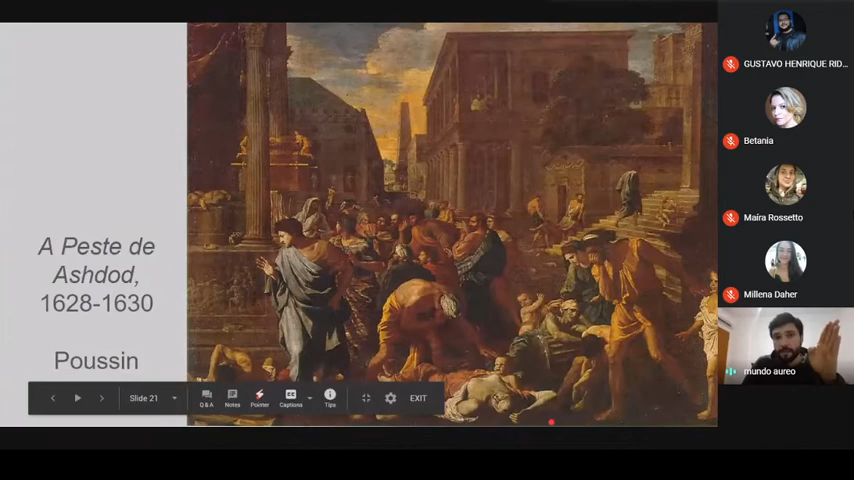 A Peste de
Ashdod,
1628-1630
Poussin
Slide 21
Q & A
Notes
Pointer
Captions
Tips
EXIT
GUSTAVO HENRIQUE RID...
Betania
Maira Rossetto
Millena Daher
mundo aureo